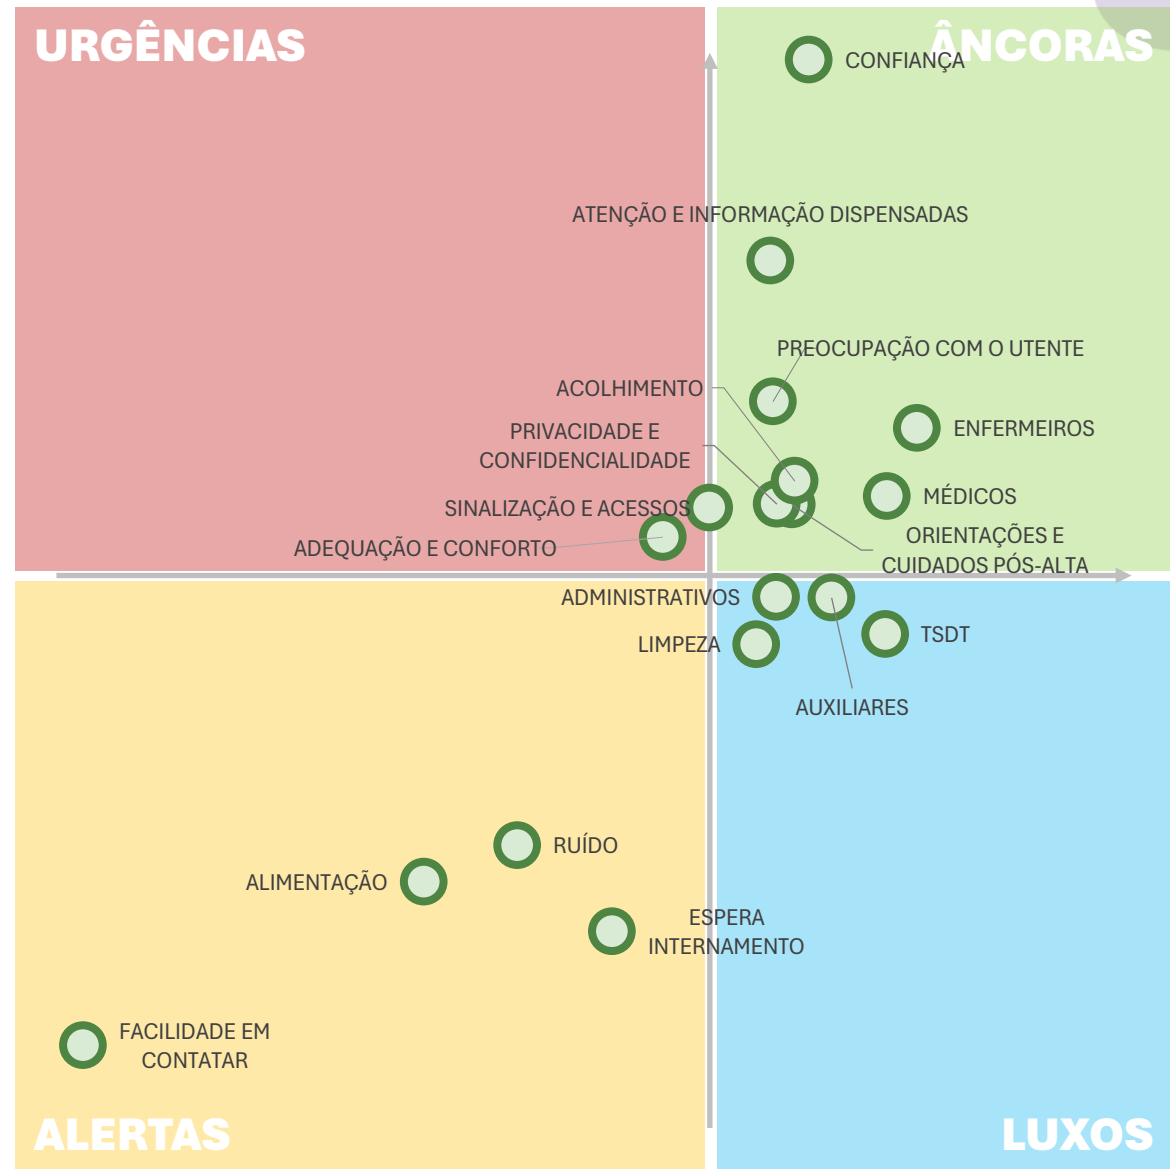 URGÊNCIAS
ÂNCORAS
CONFIANÇA
ATENÇÃO E INFORMAÇÃO DISPENSADAS
PREOCUPAÇÃO COM O UTENTE
ACOLHIMENTO
PRIVACIDADE E
CONFIDENCIALIDADE
ENFERMEIROS
MÉDICOS
SINALIZAÇÃO E ACESSOS
ORIENTAÇÕES E
CUIDADOS PÓS-ALTA
ADEQUAÇÃO E CONFORTO
ADMINISTRATIVOS
LIMPEZA
TSDT
AUXILIARES
RUÍDO
ALIMENTAÇÃO
ESPERA
INTERNAMENTO
FACILIDADE EM
CONTATAR
ALERTAS
LUXOS